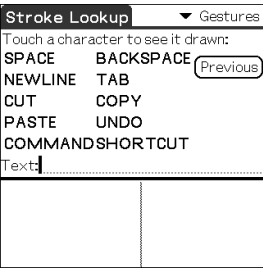 Stroke Lookup Gestures
Touch a character to see it drawn:
SPACE BACKSPACE
Previous
NEWLINE TAB
CUT COPY
PASTE UNDO
COMMANDSHORTCUT
Text: